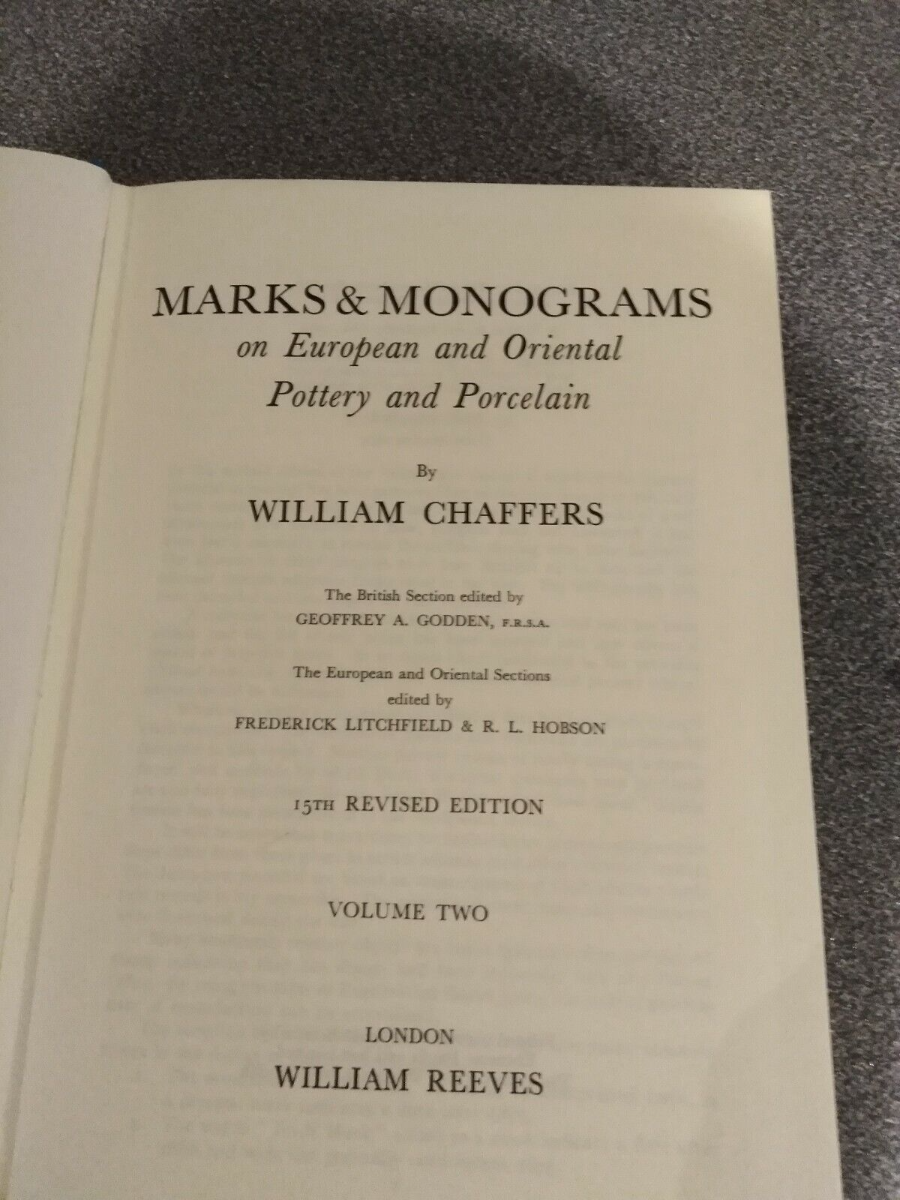 MARKS & MONOGRAMS
on European and Oriental
Pottery and Porcelain
By
WILLIAM CHAFFERS
The British Section edited by
GEOFFREY A. GODDEN, F.R.S.A.
The European and Oriental Sections
edited by
FREDERICK LITCHFIELD & R. L. HOBSON
15TH REVISED EDITION
VOLUME TWO
LONDON
WILLIAM REEVES